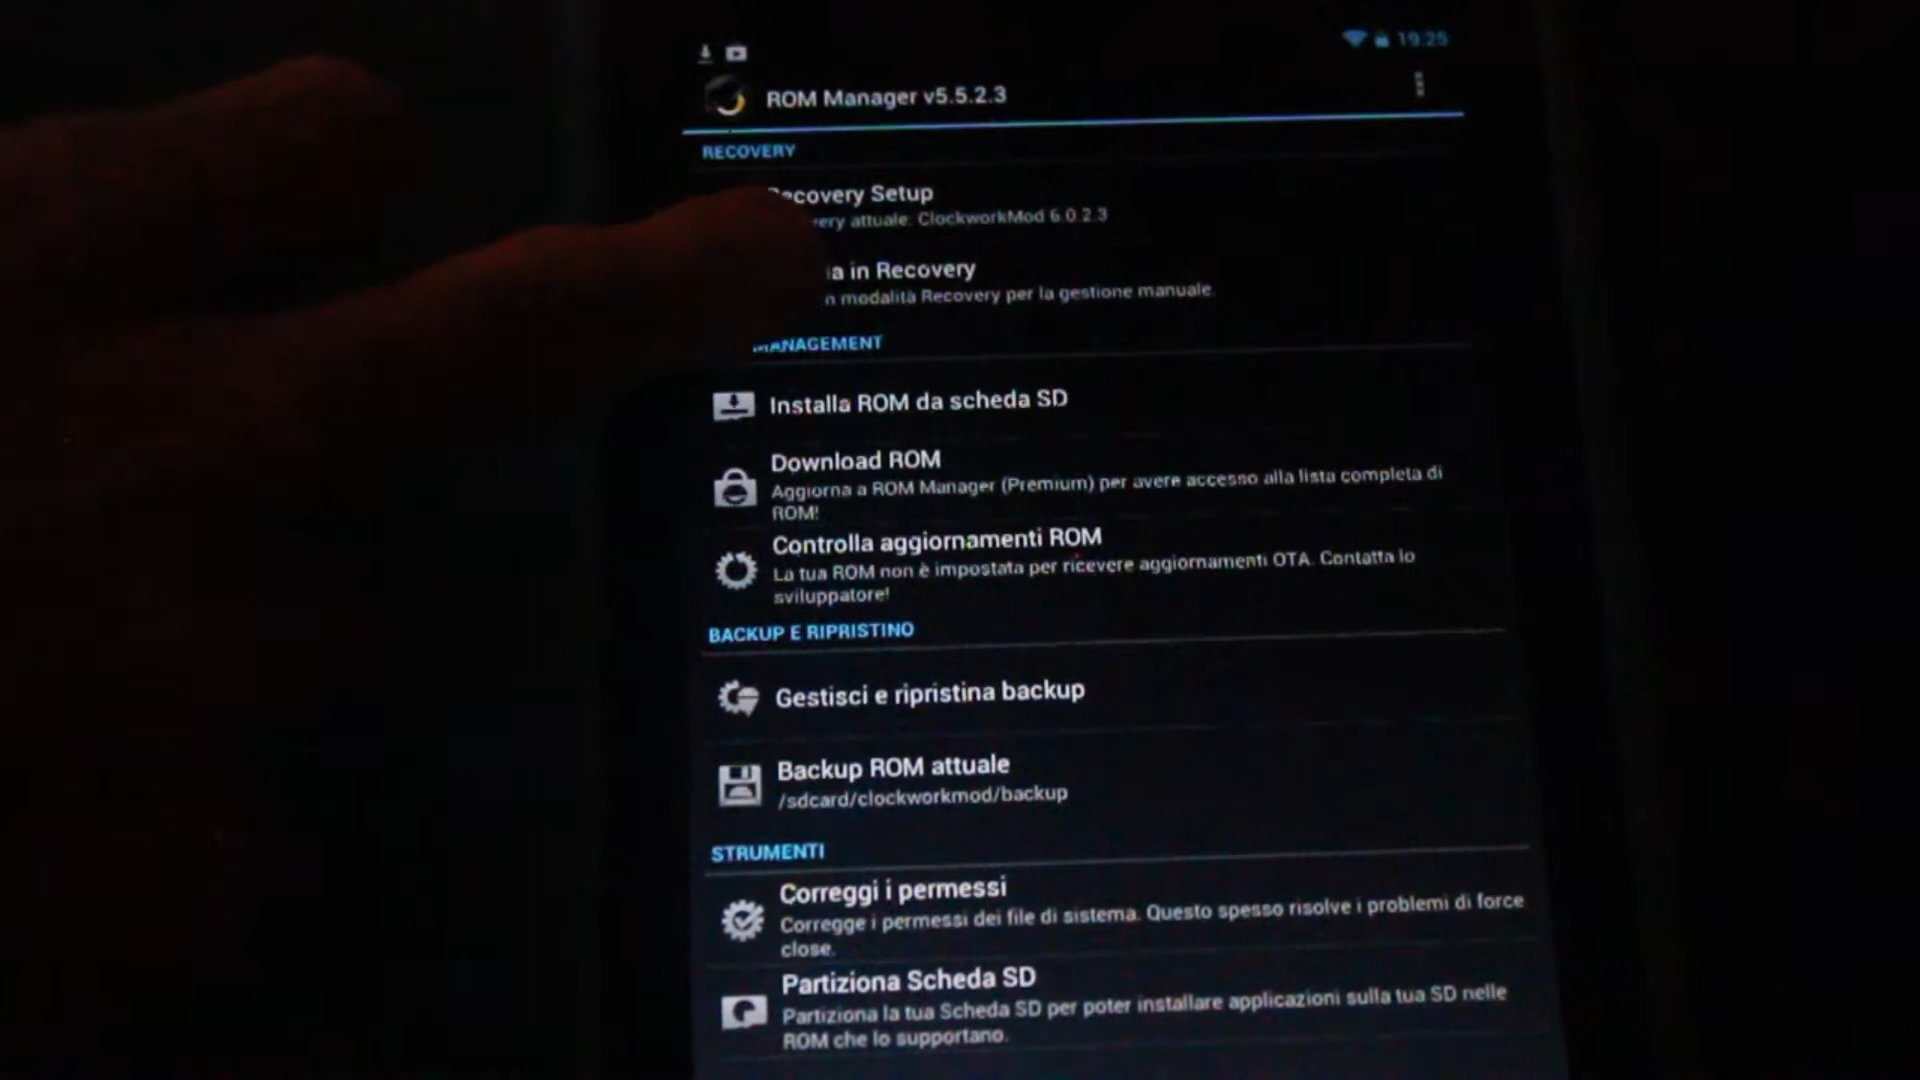 19:25
ROM Manager v5.5.2.3
RECOVERY
Recovery Setup
attuale: ClockworkMod 6.0.2.3
in Recovery
modalità Recovery per la gestione manuale.
MANAGEMENT
Installa ROM da scheda SD
Download ROM
Aggiorna a ROM Manager (Premium) per avere accesso alla lista completa di
ROM!
Controlla aggiornamenti ROM
La tua ROM non è impostata per ricevere aggiornamenti OTA. Contatta lo
sviluppatore!
BACKUP E RIPRISTINO
Gestisci e ripristina backup
Backup ROM attuale
/sdcard/clockworkmod/backup
STRUMENTI
Correggi i permessi
Corregge i permessi dei file di sistema. Questo spesso risolve i problemi di force
close.
Partiziona Scheda SD
Partiziona la tua Scheda SD per poter installare applicazioni sulla tua SD nelle
ROM che lo supportano.